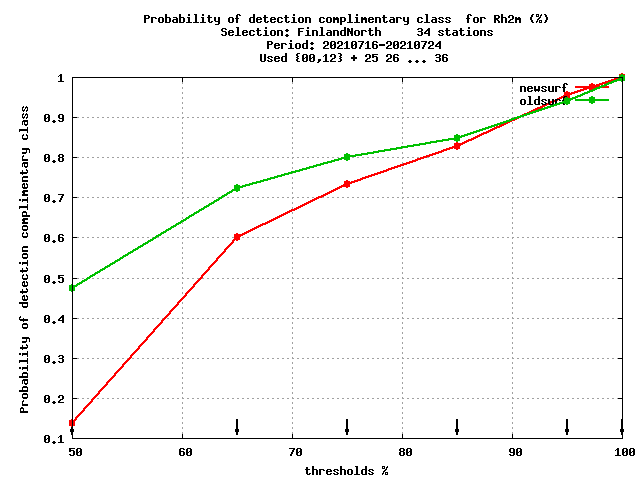 Probability of detection complimentary class  for Rh2m (%)
Selection: FinlandNorth     34 stations
Period: 20210716-20210724
Used {00,12} + 25 26 ... 36
1
newsurf
oldsurf
0.9
0.8
0.7
0.6
0.5
0.4
0.3
0.2
0.1
Probability of detection complimentary class
50 60 70 80 90 100
thresholds %